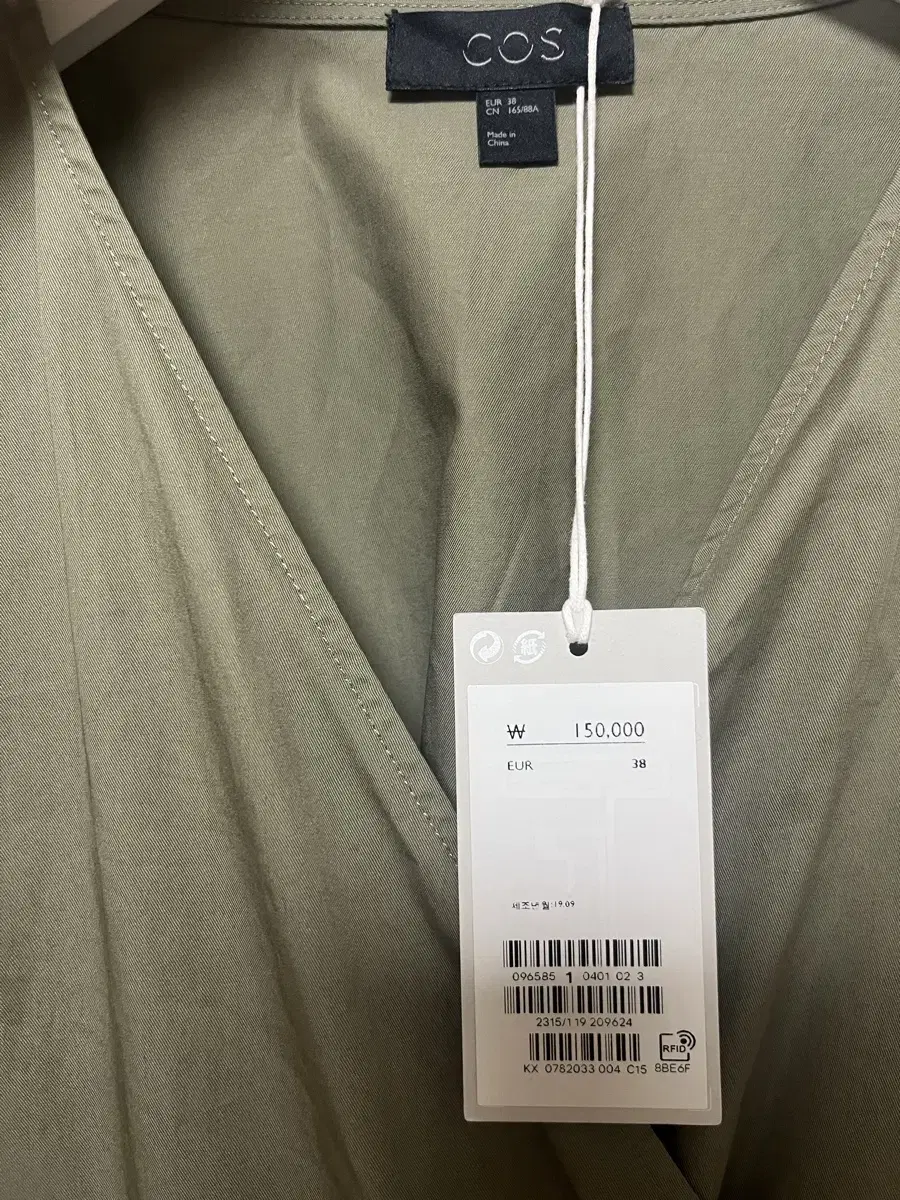 COS
EUR 38
CN 165/88A
Made in
China
紙
₩ 150,000
EUR 38
제조년월:19.09
096585 1 0401 02 3
2315/119 209624
RFID
KX 0782033 004 C15 8BE6F